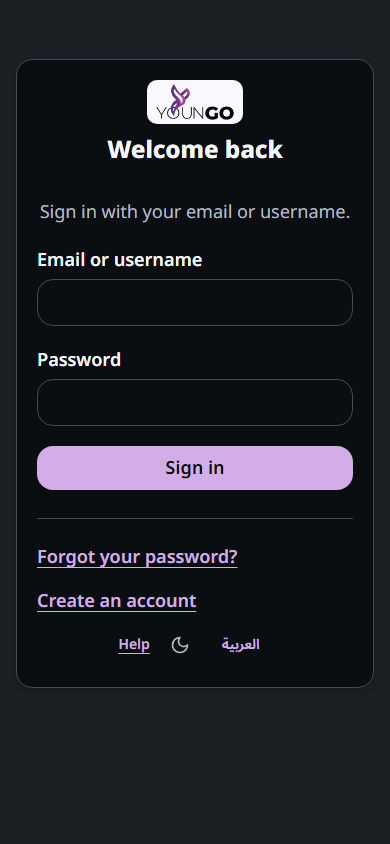 YOUNGO
Welcome back
Sign in with your email or username.
Email or username
Password
Sign in
Forgot your password?
Create an account
Help
العربية